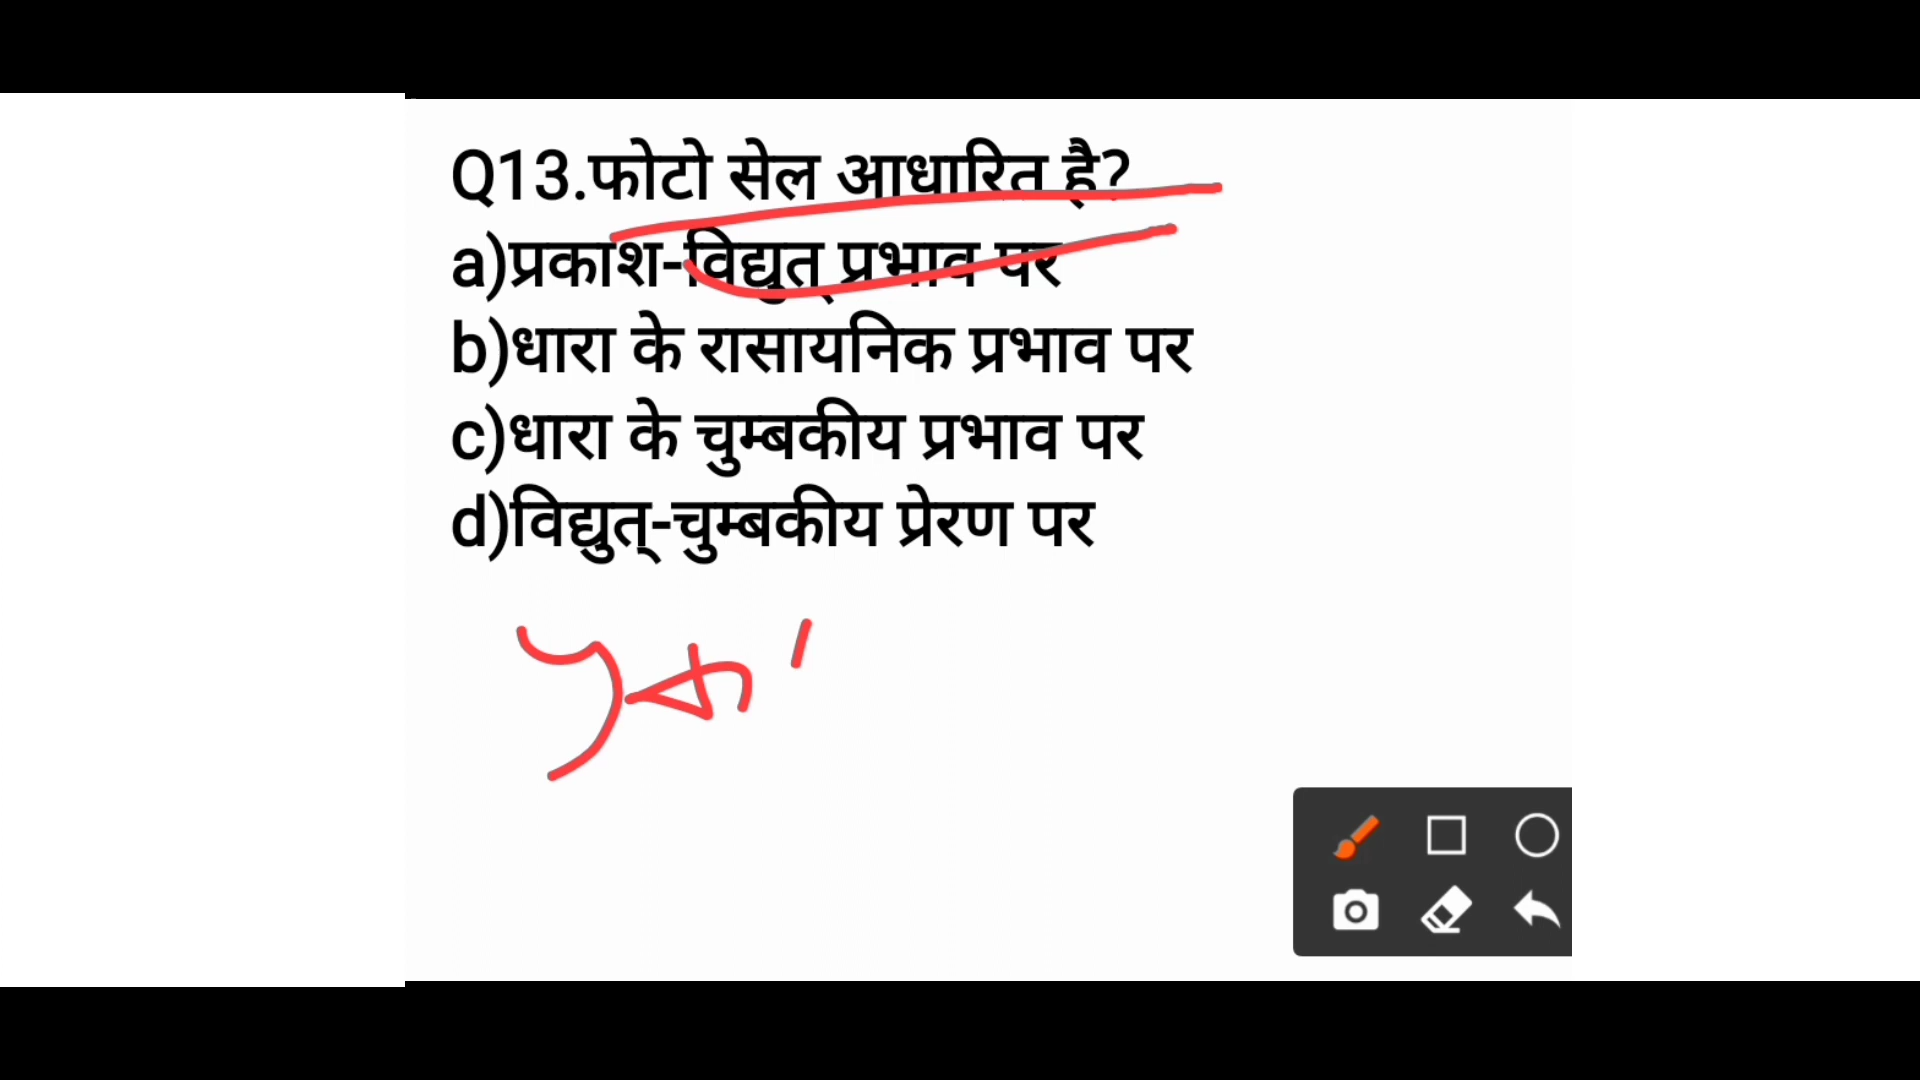 Q13.फोटो सेल आधारित है?
a)प्रकाश-विद्युत् प्रभाव पर
b)धारा के रासायनिक प्रभाव पर
c)धारा के चुम्बकीय प्रभाव पर
d)विद्युत्-चुम्बकीय प्रेरण पर